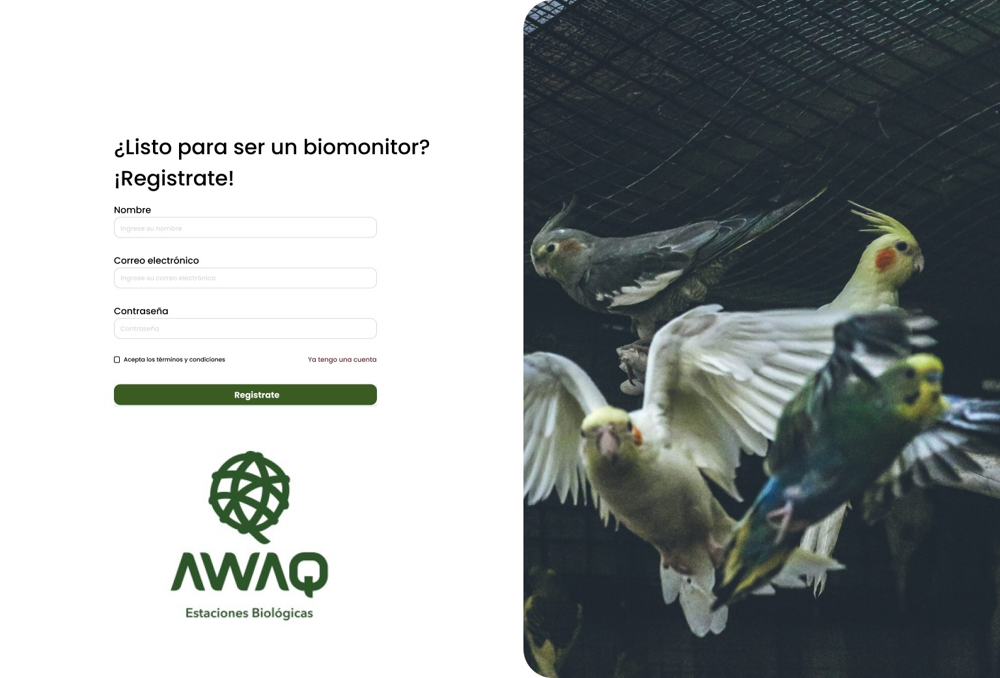 ¿Listo para ser un biomonitor?
¡Registrate!
Nombre
Ingrese su nombre
Correo electrónico
Ingrese su correo electrónico
Contraseña
Contraseña
Acepta los términos y condiciones
Ya tengo una cuenta
Registrate
AWAQ
Estaciones Biológicas